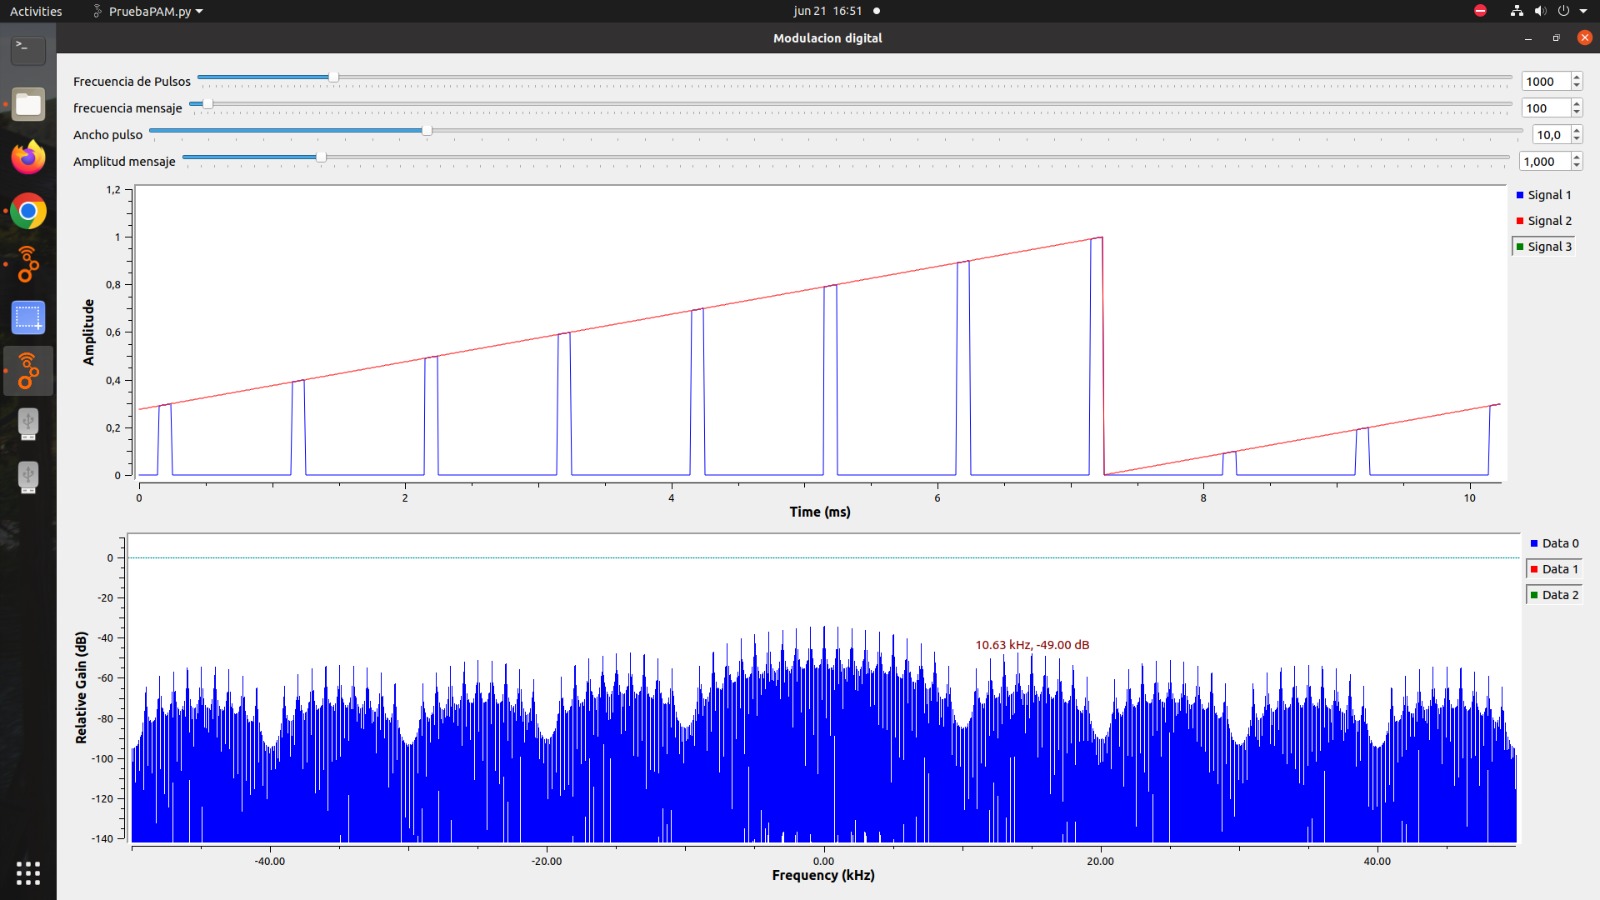 Activities
PruebaPAM.py
jun 21 16:51
Modulacion digital
Frecuencia de Pulsos
1000
frecuencia mensaje
100
Ancho pulso
10,0
Amplitud mensaje
1,000
1,2
1
0,8
0,6
0,4
0,2
0
Amplitude
0 2 4 6 8 10
Time (ms)
Signal 1
Signal 2
Signal 3
0
-20
-40
-60
-80
-100
-120
-140
Relative Gain (dB)
10.63 kHz, -49.00 dB
-40.00 -20.00 0.00 20.00 40.00
Frequency (kHz)
Data 0
Data 1
Data 2